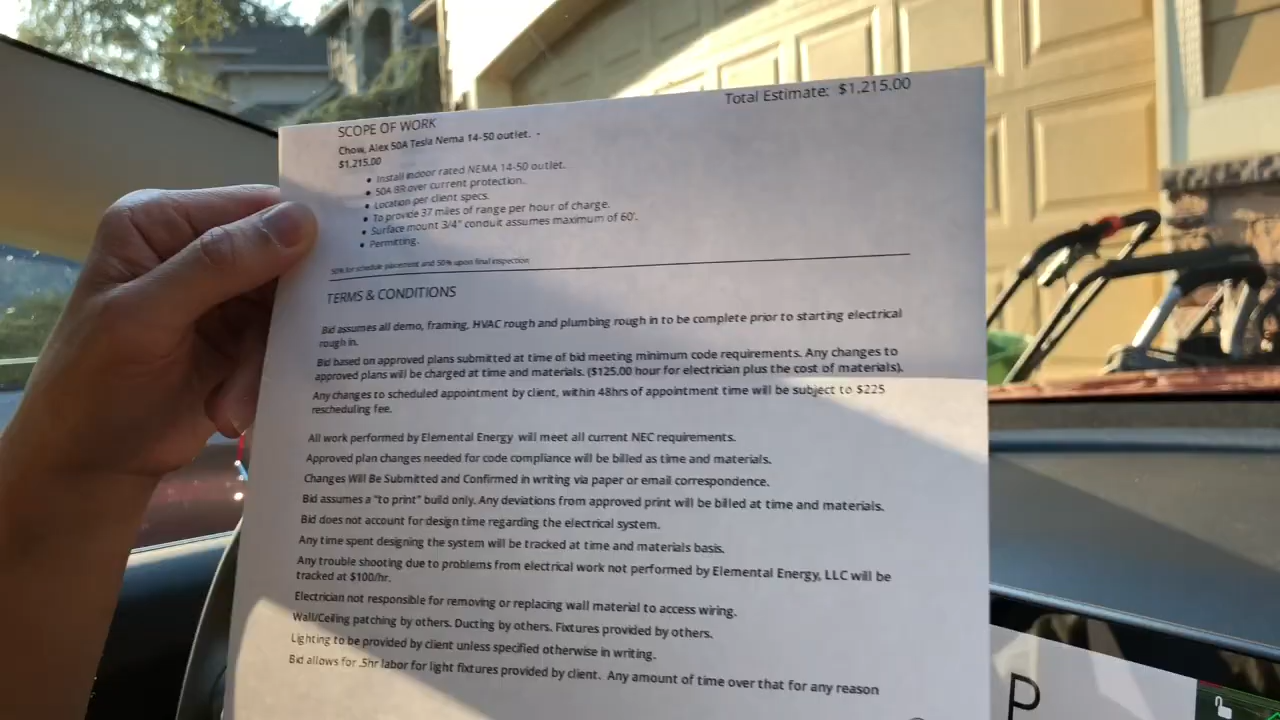 Total Estimate: $1,215.00
SCOPE OF WORK
Chow, Alex 50A Tesla Nema 14-50 outlet. -
$1,215.00
• Install indoor rated NEMA 14-50 outlet.
• 50A BR over current protection.
• Location per client specs.
• To provide 37 miles of range per hour of charge.
• Surface mount 3/4" conduit assumes maximum of 60'.
• Permitting.
50% for schedule placement and 50% upon final inspection
TERMS & CONDITIONS
Bid assumes all demo, framing, HVAC rough and plumbing rough in to be complete prior to starting electrical
rough in.
Bid based on approved plans submitted at time of bid meeting minimum code requirements. Any changes to
approved plans will be charged at time and materials. ($125.00 hour for electrician plus the cost of materials).
Any changes to scheduled appointment by client, within 48hrs of appointment time will be subject to $225
rescheduling fee.
All work performed by Elemental Energy will meet all current NEC requirements.
Approved plan changes needed for code compliance will be billed as time and materials.
Changes Will Be Submitted and Confirmed in writing via paper or email correspondence.
Bid assumes a "to print" build only. Any deviations from approved print will be billed at time and materials.
Bid does not account for design time regarding the electrical system.
Any time spent designing the system will be tracked at time and materials basis.
Any trouble shooting due to problems from electrical work not performed by Elemental Energy, LLC will be
tracked at $100/hr.
Electrician not responsible for removing or replacing wall material to access wiring.
Wall/Ceiling patching by others. Ducting by others. Fixtures provided by others.
Lighting to be provided by client unless specified otherwise in writing.
Bid allows for .5hr labor for light fixtures provided by client. Any amount of time over that for any reason
P